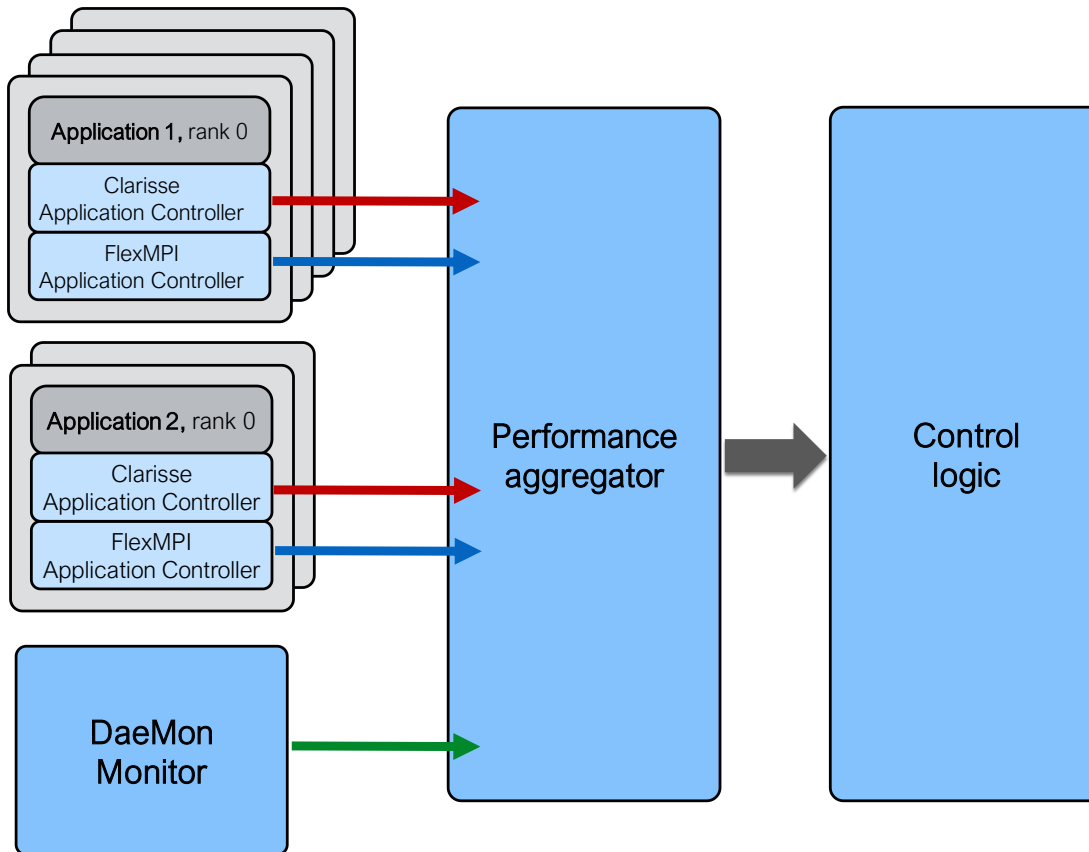 Application 1, rank 0
Clarisse
Application Controller
FlexMPI
Application Controller
Application 2, rank 0
Clarisse
Application Controller
FlexMPI
Application Controller
DaeMon
Monitor
Performance
aggregator
Control
logic